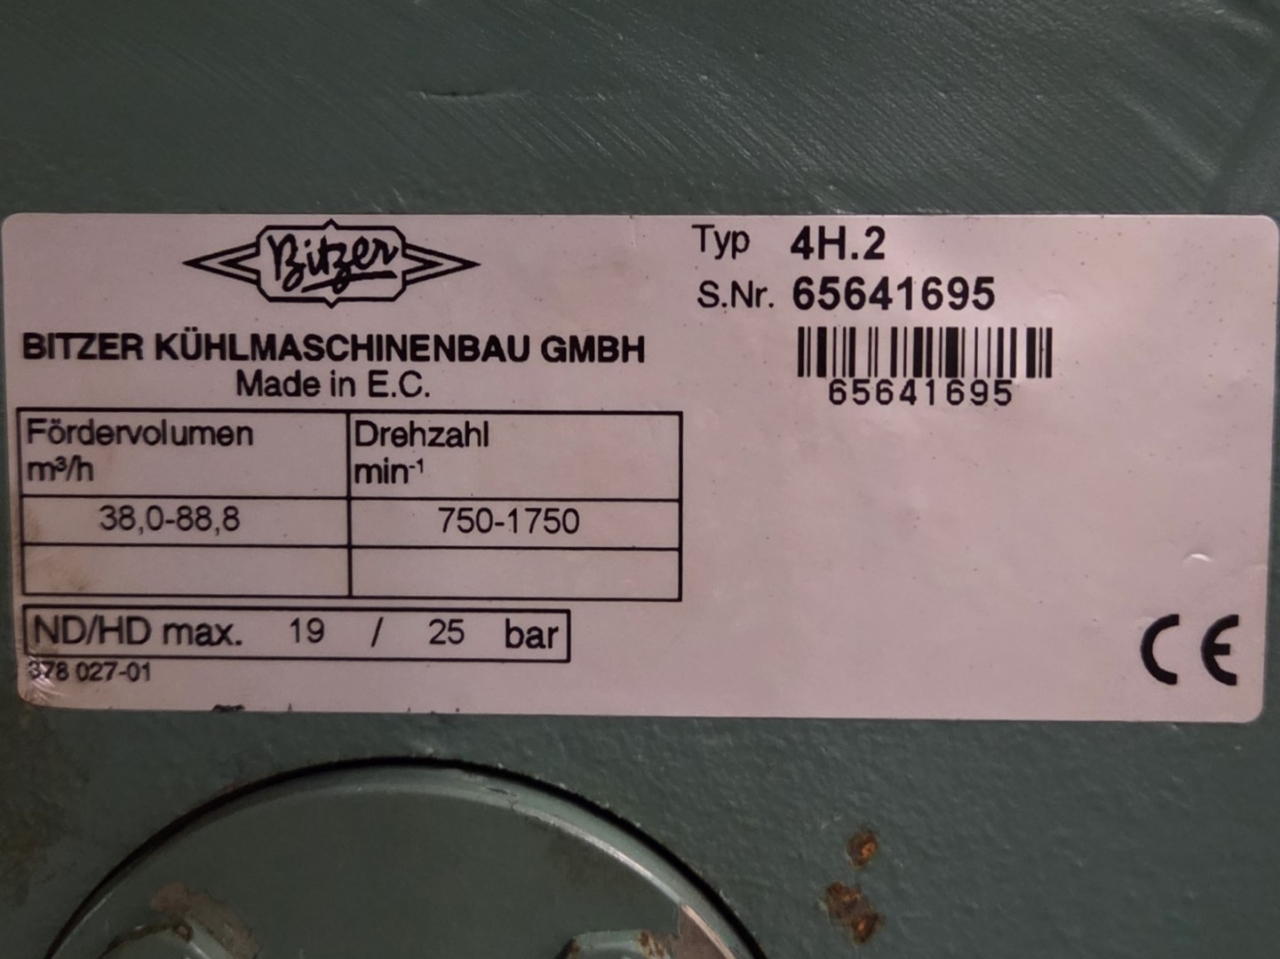 Bitzer
BITZER KÜHLMASCHINENBAU GMBH
Made in E.C.
Typ 4H.2
S.Nr. 65641695
65641695
Fördervolumen m³/h
Drehzahl min-¹
38,0-88,8
750-1750
ND/HD max. 19 / 25 bar
378 027-01
CE